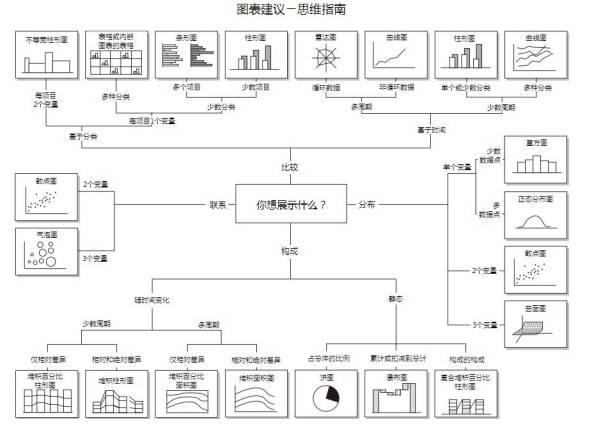 图表建议－思维指南
不等宽柱形图
表格或内嵌
图表的表格
条形图
柱形图
雷达图
曲线图
柱形图
曲线图
每项目
2个变量
多种分类
多个项目
少数项目
循环数据
非循环数据
单个或少数分类
多种分类
少数分类
多周期
少数周期
每项目1个变量
基于分类
基于时间
比较
你想展示什么？
联系
分布
构成
散点图
2个变量
气泡图
3个变量
单个变量
少数
数据点
直方图
多
数据点
正态分布图
2个变量
散点图
3个变量
曲面图
随时间变化
静态
少数周期
多周期
仅相对差异
相对和绝对差异
仅相对差异
相对和绝对差异
占总体的比例
累计或扣减到总计
构成的构成
堆积百分比
柱形图
堆积柱形图
堆积百分比
面积图
堆积面积图
饼图
瀑布图
复合堆积百分比
柱形图